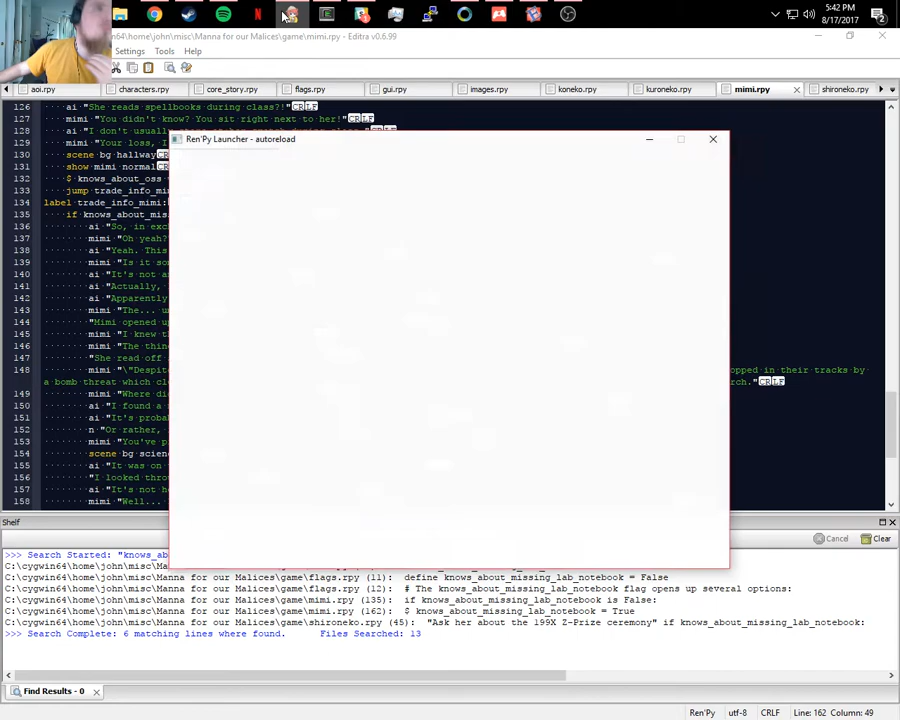 5:42 PM
8/17/2017
w64\home\john\misc\Manna for our Malices\game\mimi.rpy) - Editra v0.6.99
Settings Tools Help
aoi.rpy characters.rpy core_story.rpy flags.rpy gui.rpy images.rpy koneko.rpy kuroneko.rpy mimi.rpy shironeko.rpy
126 ai "She reads spellbooks during class?!"CRLF
127 mimi "You didn't know? You sit right next to her!"CRLF
128 ai "I don't usually
129 mimi "Your loss, I
130 scene bg hallwayCR
131 show mimi normalCR
132 $ knows_about_oss
133 jump trade_info_mi
134 label trade_info_mimi:
135 if knows_about_mis
136 ai "So, in exc
137 mimi "Oh yeah?
138 ai "Yeah. This
139 mimi "Is it so
140 ai "It's not a
141 ai "Actually,
142 ai "Apparently
143 mimi "The... u
144 "Mimi opened up
145 mimi "I knew th
146 mimi "The thin
147 "She read off
148 mimi "\"Despit
opped in their tracks by
a bomb threat which cl
rch."CRLF
149 mimi "Where di
150 ai "I found a
151 ai "It's proba
152 n "Or rather,
153 mimi "You've p
154 scene bg scien
155 ai "It was on
156 "I looked thro
157 ai "It's not h
158 mimi "Well...
Ren'Py Launcher - autoreload
Shelf
Cancel Clear
>>> Search Started: "knows_ab
C:\cygwin64\home\john\misc\Ma
C:\cygwin64\home\john\misc\Manna for our Malices\game\flags.rpy (11): define knows_about_missing_lab_notebook = False
C:\cygwin64\home\john\misc\Manna for our Malices\game\flags.rpy (12): # The knows_about_missing_lab_notebook flag opens up several options:
C:\cygwin64\home\john\misc\Manna for our Malices\game\mimi.rpy (135): if knows_about_missing_lab_notebook is False:
C:\cygwin64\home\john\misc\Manna for our Malices\game\mimi.rpy (162): $ knows_about_missing_lab_notebook = True
C:\cygwin64\home\john\misc\Manna for our Malices\game\shironeko.rpy (45): "Ask her about the 199X Z-Prize ceremony" if knows_about_missing_lab_notebook:
>>> Search Complete: 6 matching lines where found. Files Searched: 13
Find Results - 0
Ren'Py utf-8 CRLF Line: 162 Column: 49